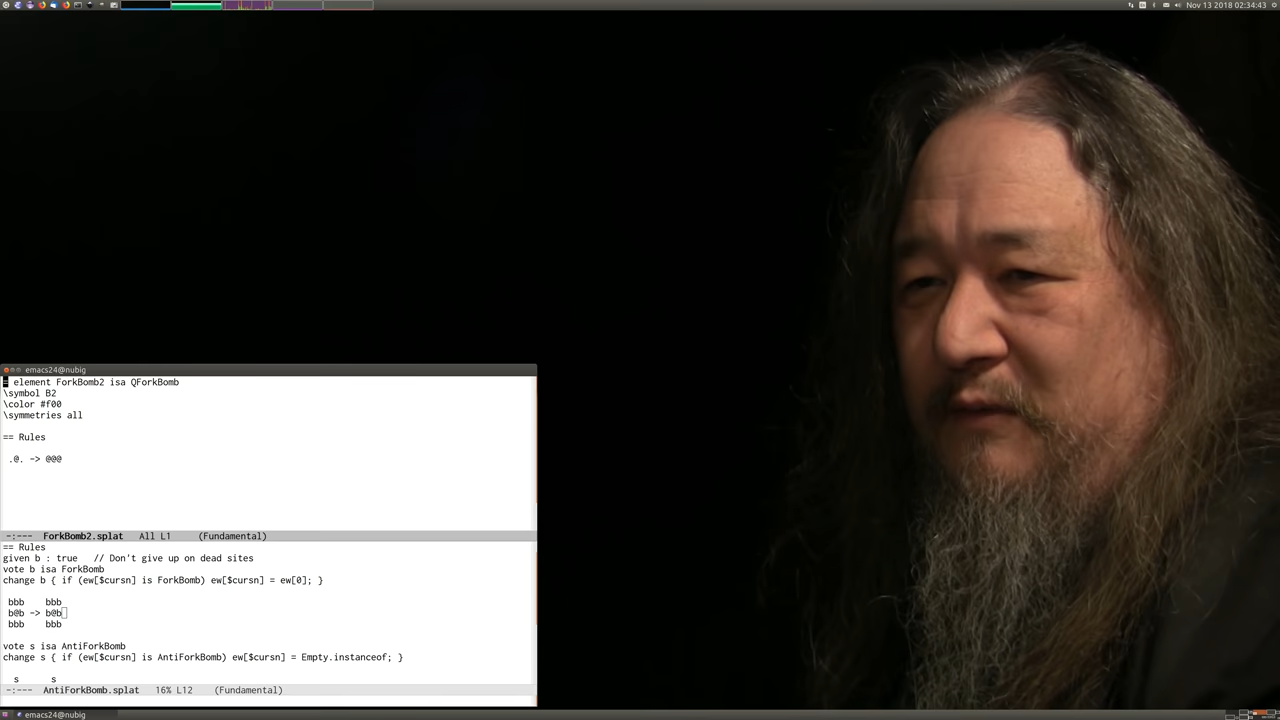 Nov 13 2018 02:34:43
emacs24@nubig
= element ForkBomb2 isa QForkBomb
\symbol B2
\color #f00
\symmetries all
== Rules
.@. -> @@@
-:--- ForkBomb2.splat All L1 (Fundamental)
== Rules
given b : true // Don't give up on dead sites
vote b isa ForkBomb
change b { if (ew[$cursn] is ForkBomb) ew[$cursn] = ew[0]; }
bbb bbb
b@b -> b@b
bbb bbb
vote s isa AntiForkBomb
change s { if (ew[$cursn] is AntiForkBomb) ew[$cursn] = Empty.instanceof; }
s s
-:--- AntiForkBomb.splat 16% L12 (Fundamental)
emacs24@nubig